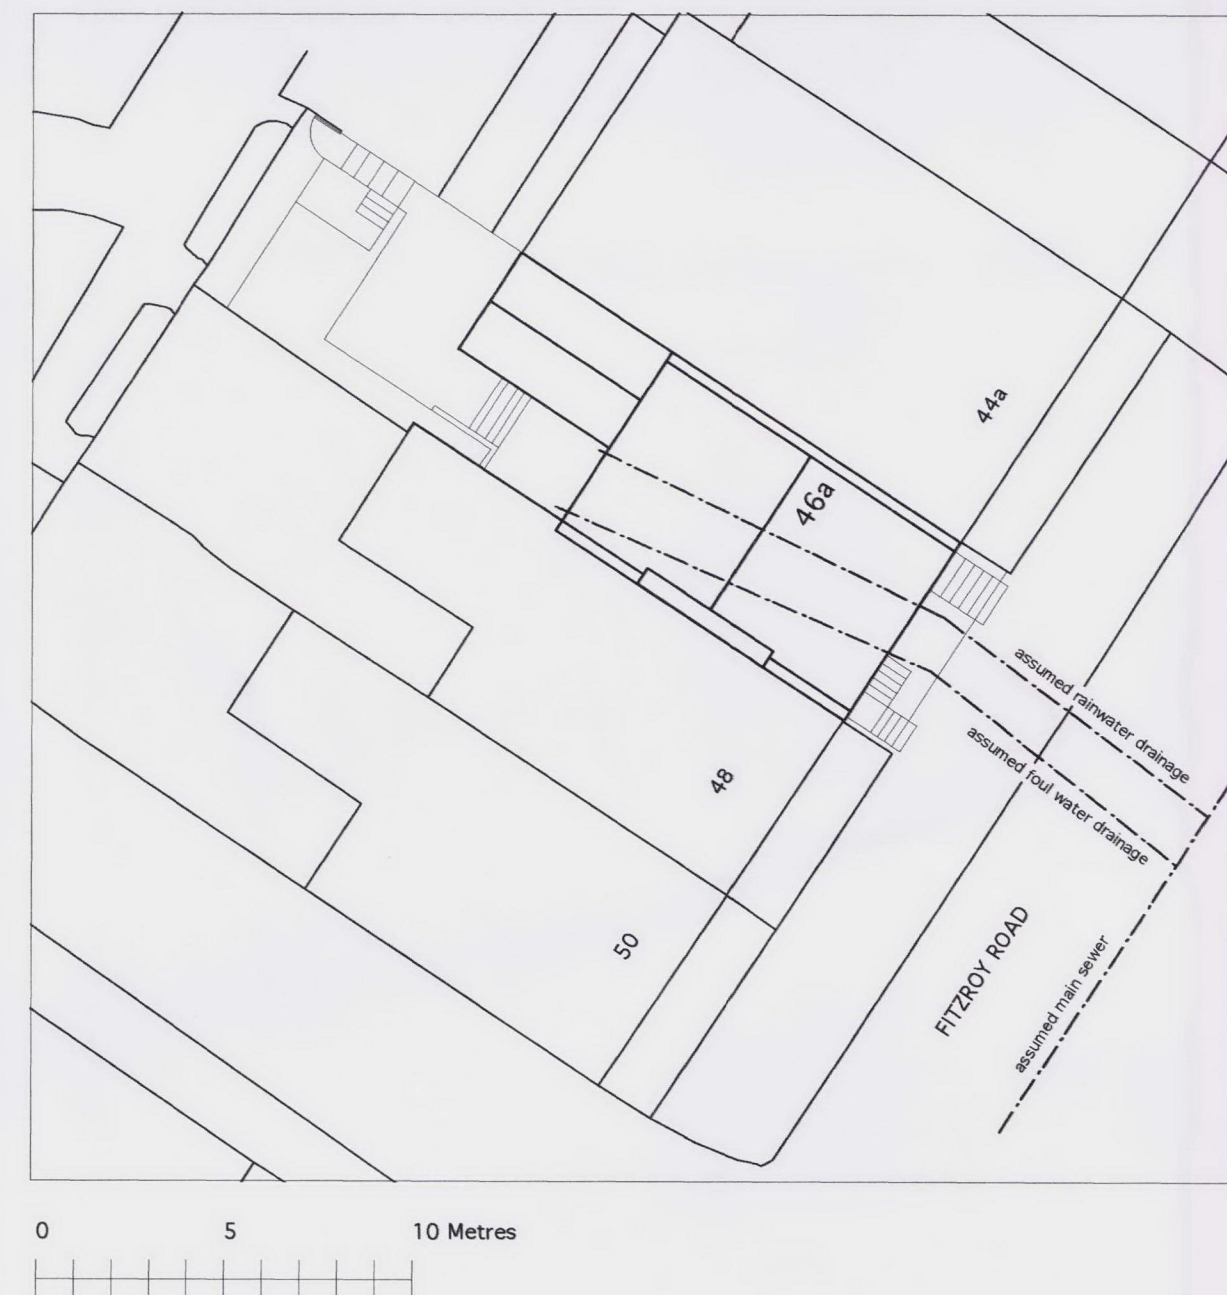 44a
46a
assumed rainwater drainage
assumed foul water drainage
48
50
FITZROY ROAD
assumed main sewer
0 5 10 Metres